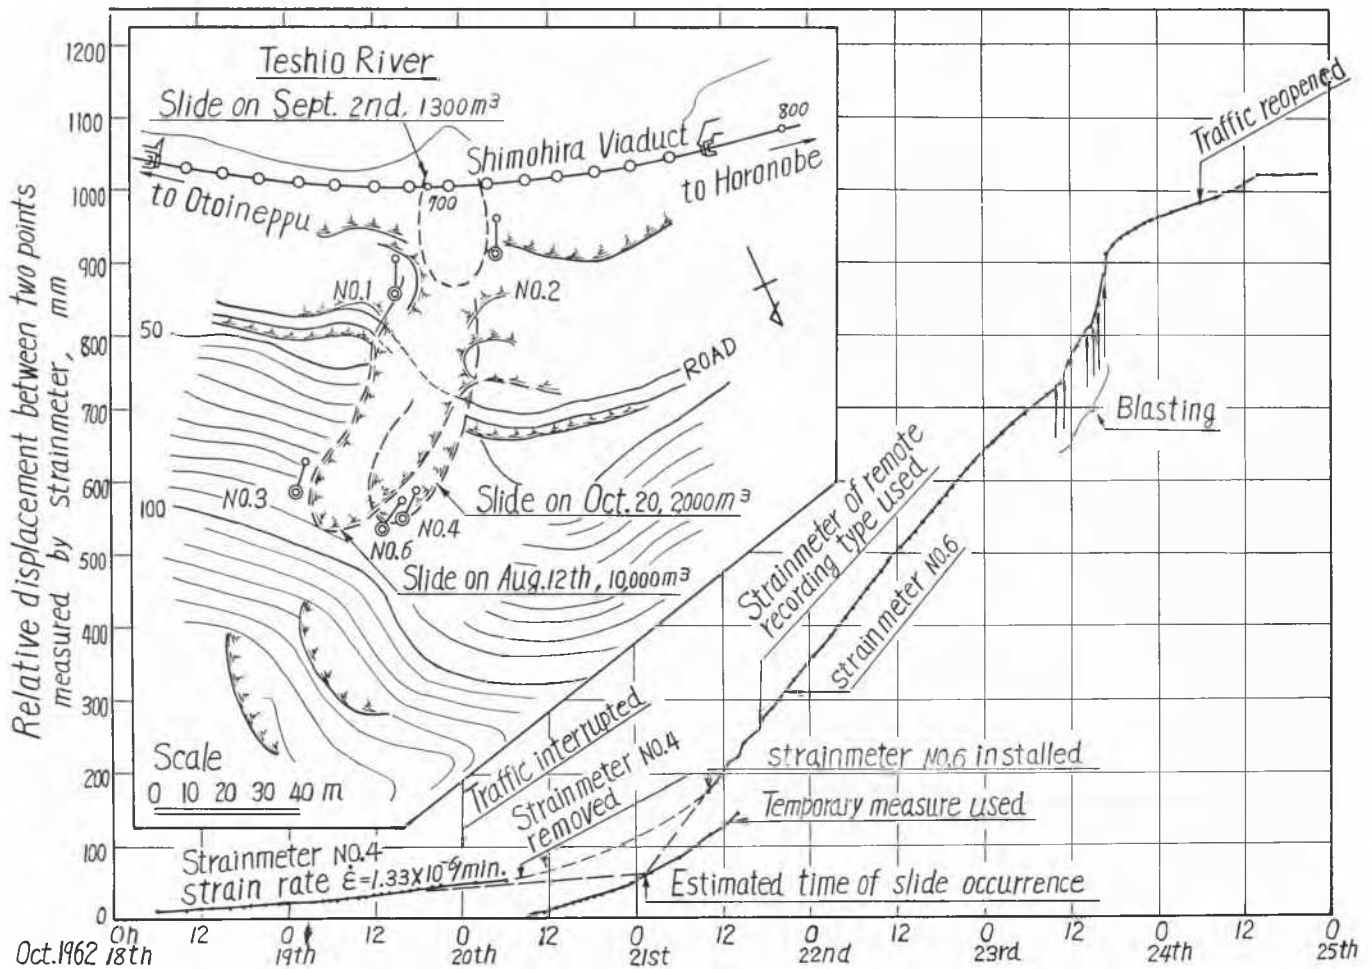 1200
1100
1000
900
800
700
600
500
400
300
200
100
0
Relative displacement between two points
measured by strainmeter, mm
Teshio River
Slide on Sept. 2nd, 1300m³
Shimohira Viaduct
800
to Otoineppu
700
to Horonobe
NO.1
NO.2
50
ROAD
NO.3
100
NO.4
NO.6
Slide on Oct. 20, 2,000m³
Slide on Aug. 12th, 10,000m³
Scale
0 10 20 30 40 m
Traffic reopened
Blasting
Strainmeter of remote
recording type used
Strainmeter NO.6
Traffic interrupted
Strainmeter NO.4
removed
strainmeter NO.6 installed
Temporary measure used
Strainmeter NO.4
strain rate ε̇=1.33×10⁻⁶/min.
Estimated time of slide occurrence
0h 12 0 12 0 12 0 12 0 12 0 12 0 12 0
Oct.1962 18th 19th 20th 21st 22nd 23rd 24th 25th